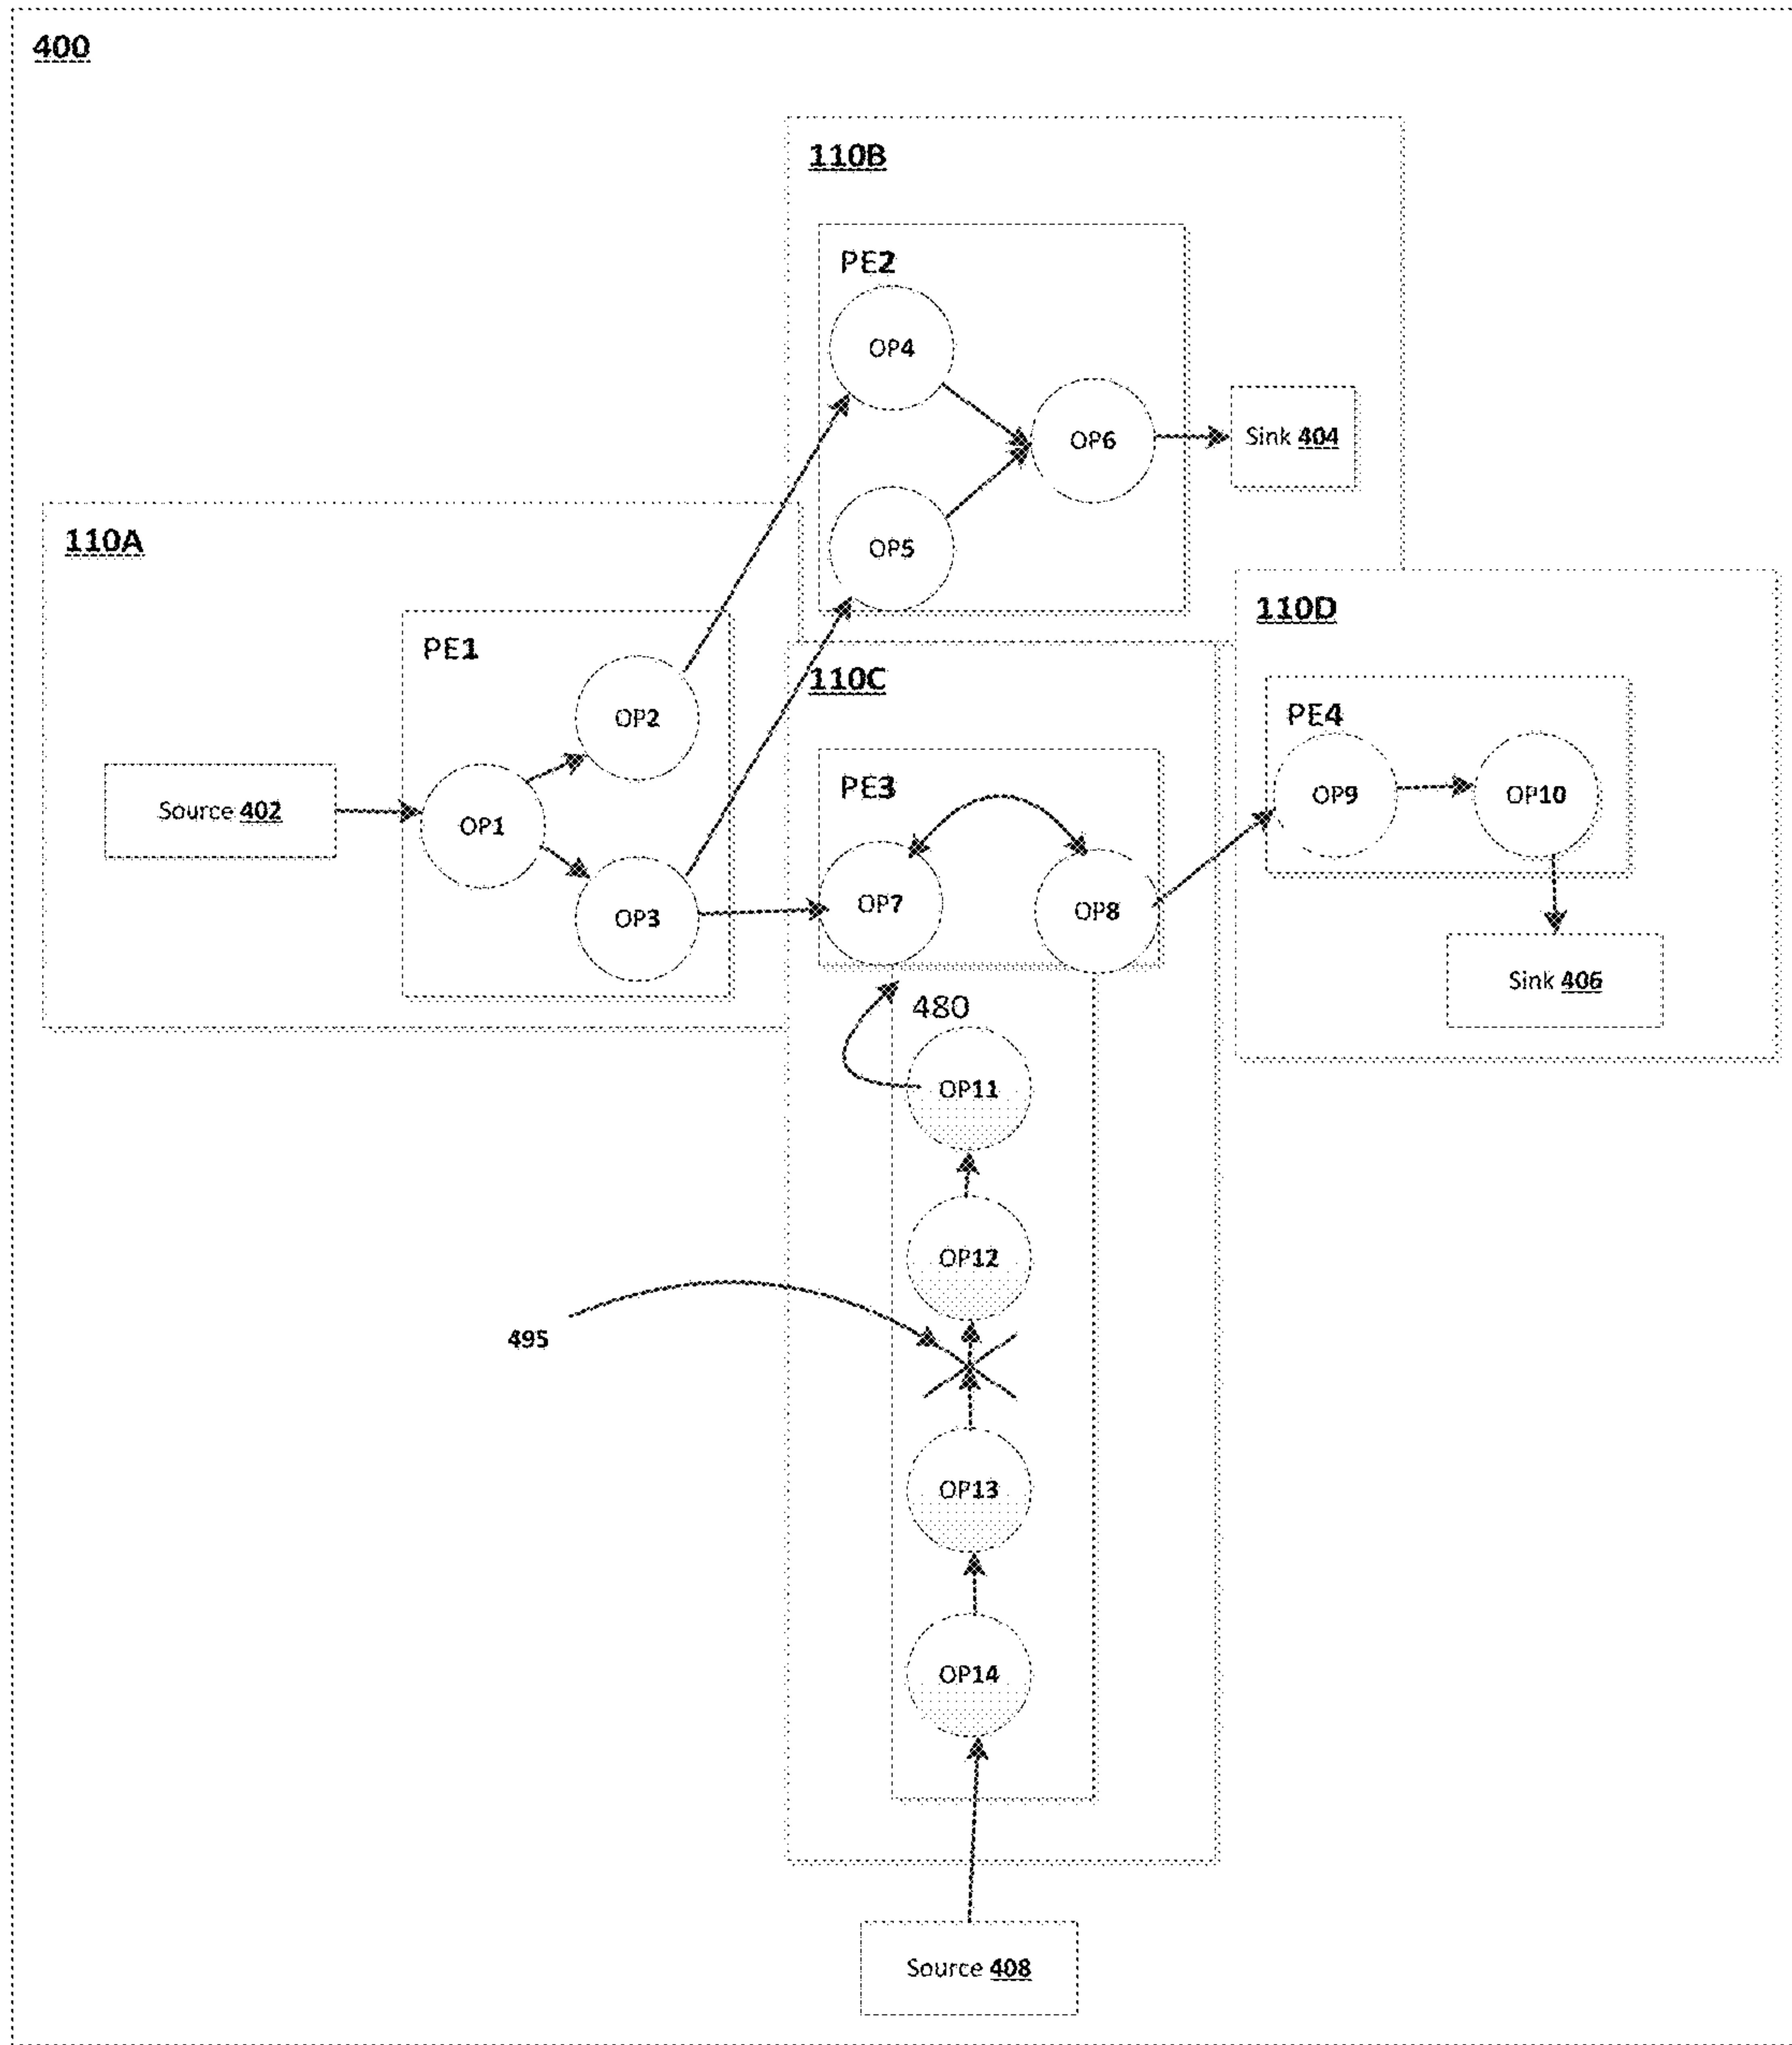 400
110B
PE2
OP4
OP6
Sink 404
OP5
110A
PE1
OP2
Source 402
OP1
OP3
110D
PE4
OP9
OP10
Sink 406
110C
PE3
OP7
OP8
480
OP11
OP12
495
OP13
OP14
Source 408